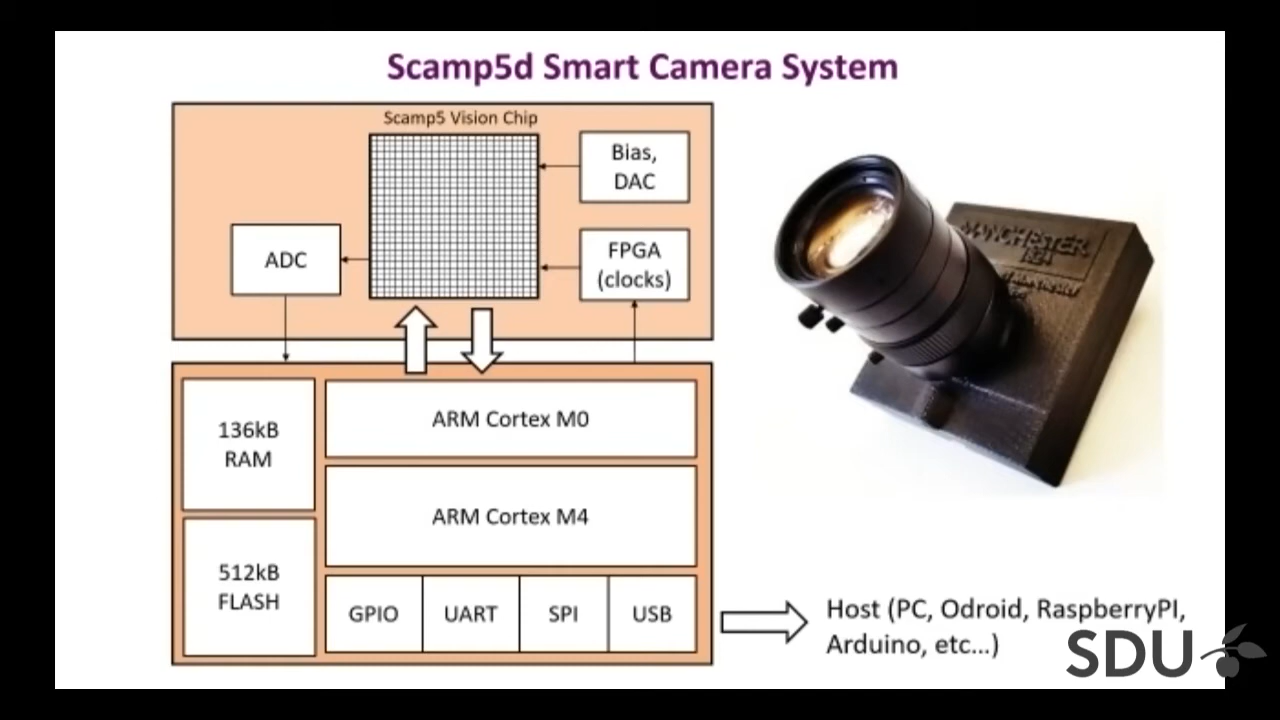 Scamp5d Smart Camera System
Scamp5 Vision Chip
Bias,
DAC
ADC
FPGA
(clocks)
136kB
RAM
ARM Cortex M0
512kB
FLASH
ARM Cortex M4
GPIO
UART
SPI
USB
Host (PC, Odroid, RaspberryPI,
Arduino, etc...)
MANCHESTER
1824
SDU